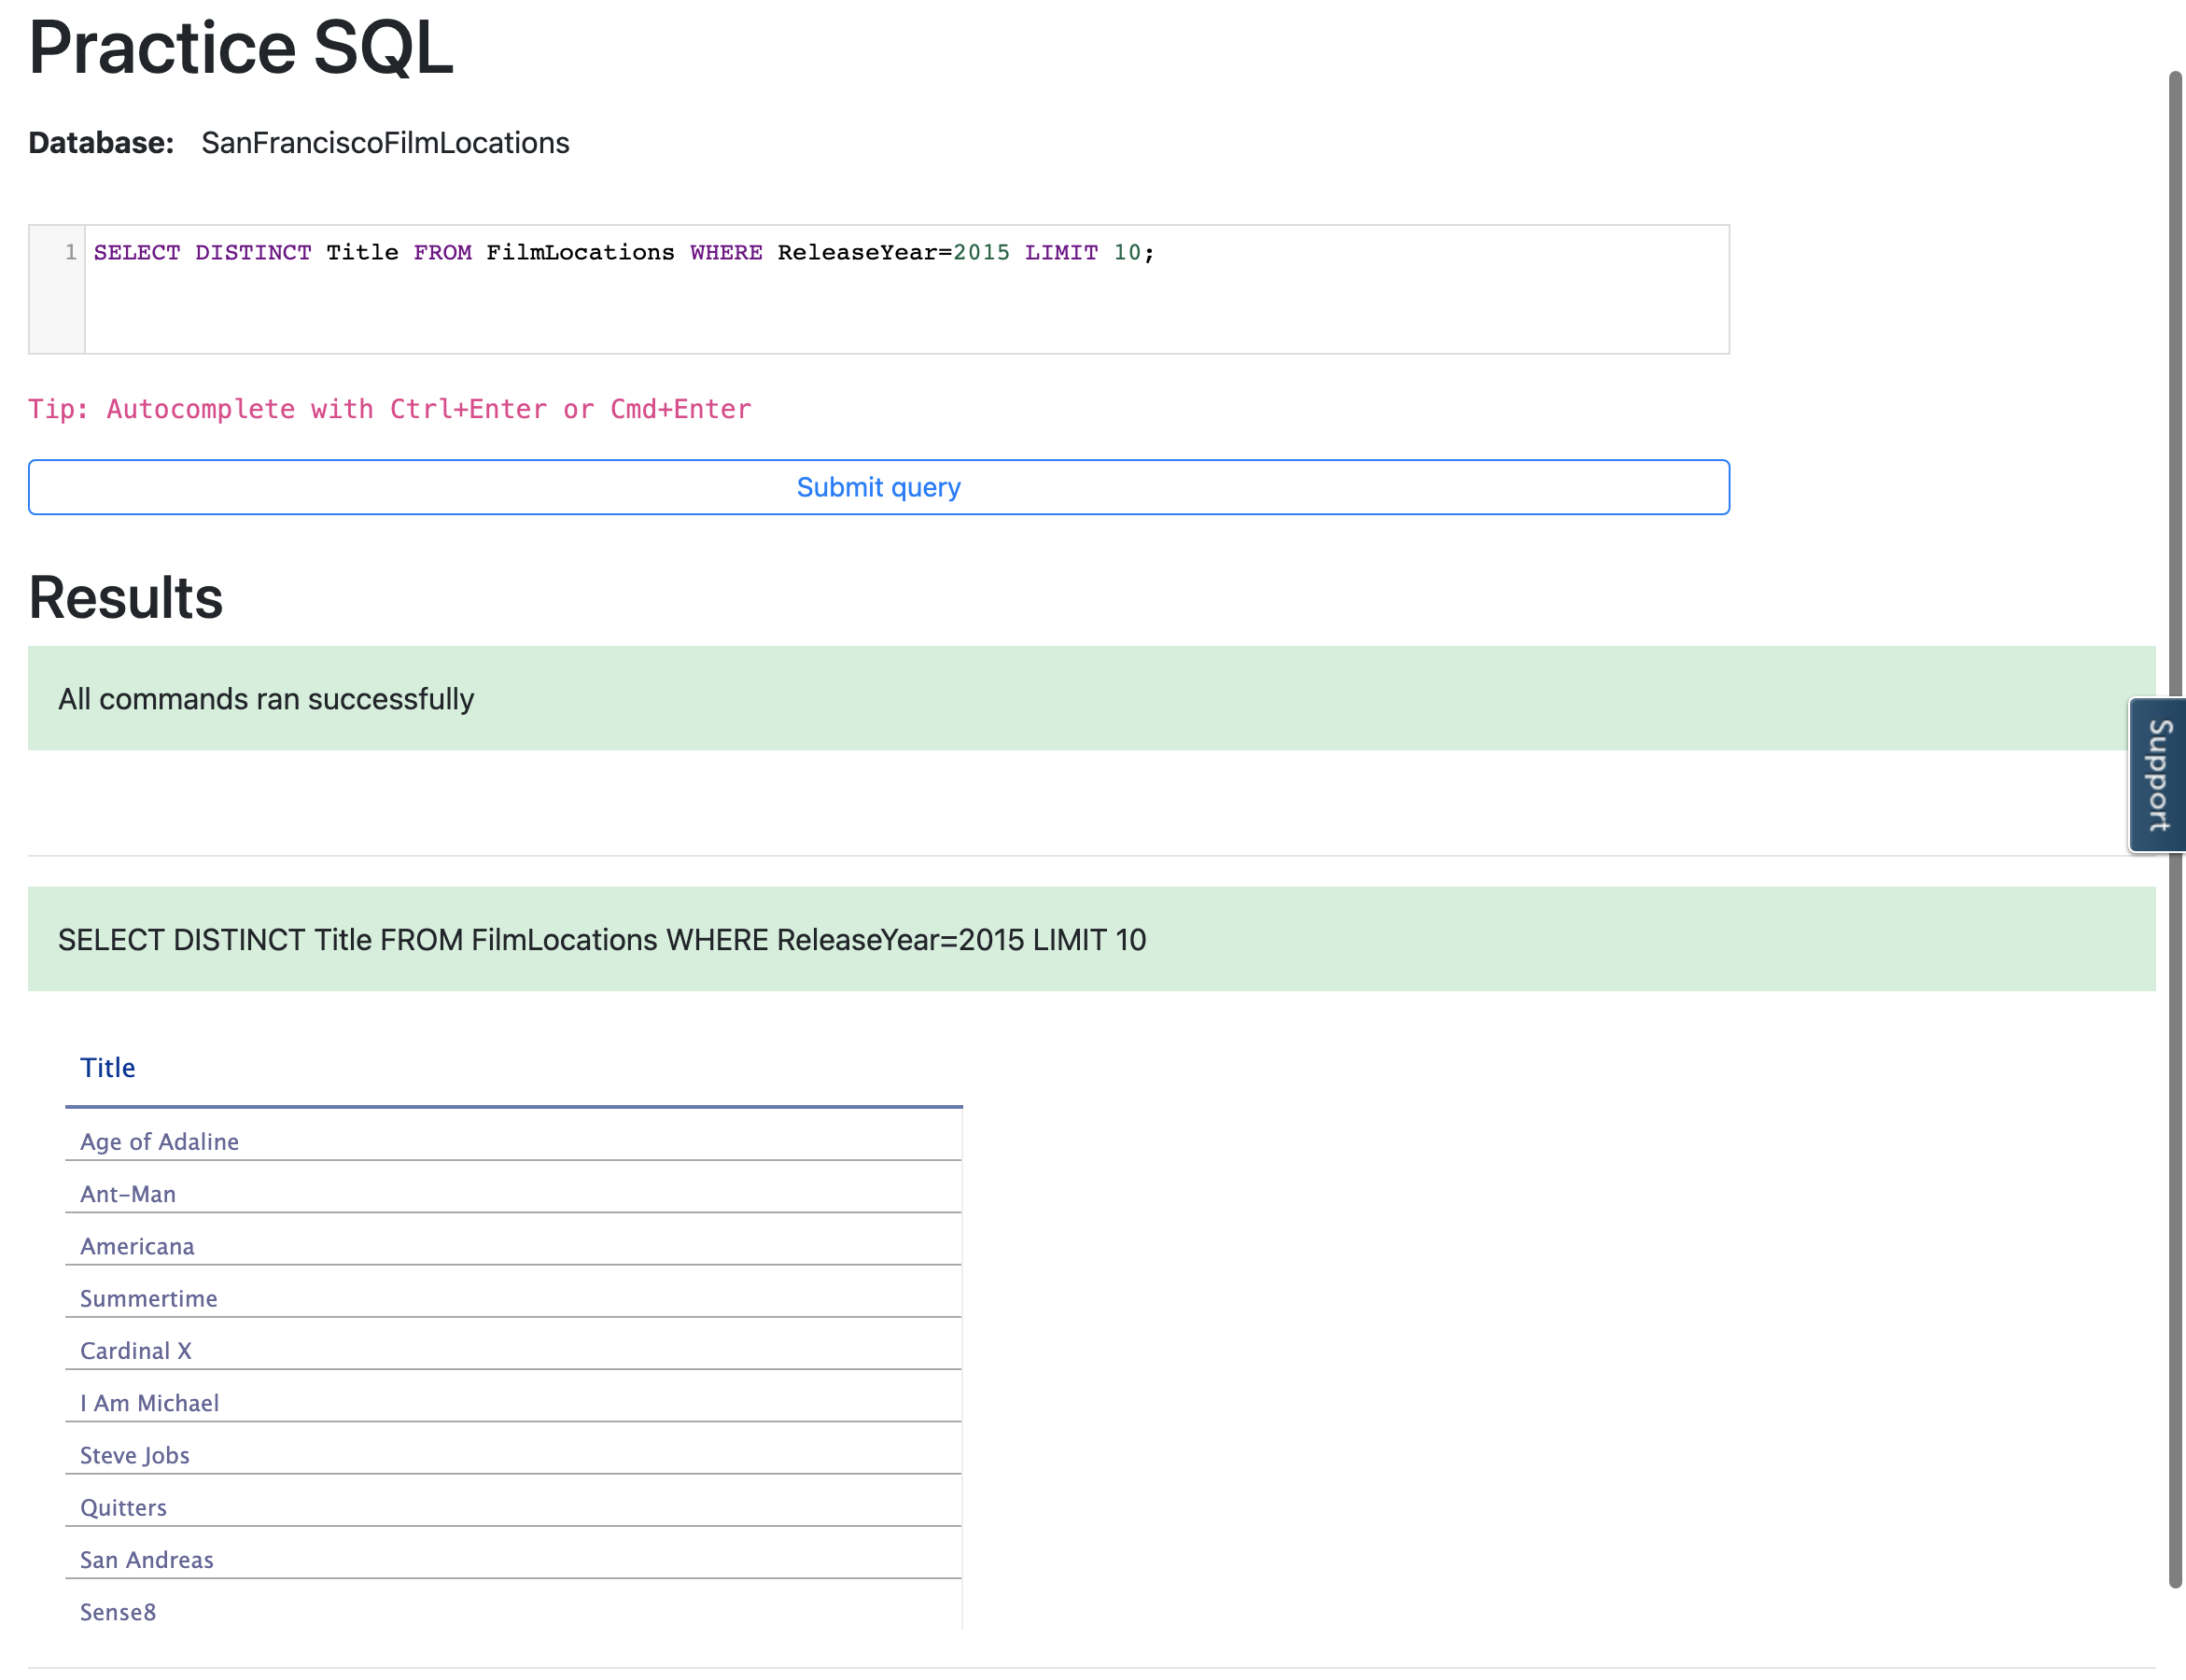 Practice SQL
Database: SanFranciscoFilmLocations
1 SELECT DISTINCT Title FROM FilmLocations WHERE ReleaseYear=2015 LIMIT 10;
Tip: Autocomplete with Ctrl+Enter or Cmd+Enter
Submit query
Results
All commands ran successfully
Support
SELECT DISTINCT Title FROM FilmLocations WHERE ReleaseYear=2015 LIMIT 10
Title
Age of Adaline
Ant-Man
Americana
Summertime
Cardinal X
I Am Michael
Steve Jobs
Quitters
San Andreas
Sense8